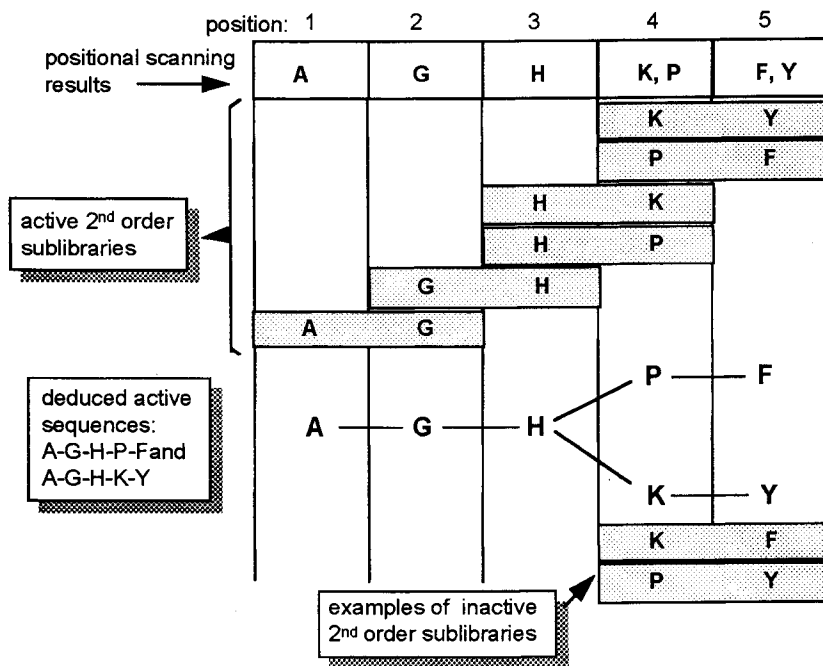 position: 1 2 3 4 5
positional scanning
results
A G H K, P F, Y
K Y
P F
H K
H P
G H
A G
active 2nd order
sublibraries
deduced active
sequences:
A-G-H-P-Fand
A-G-H-K-Y
P F
A G H
K Y
K F
P Y
examples of inactive
2nd order sublibraries